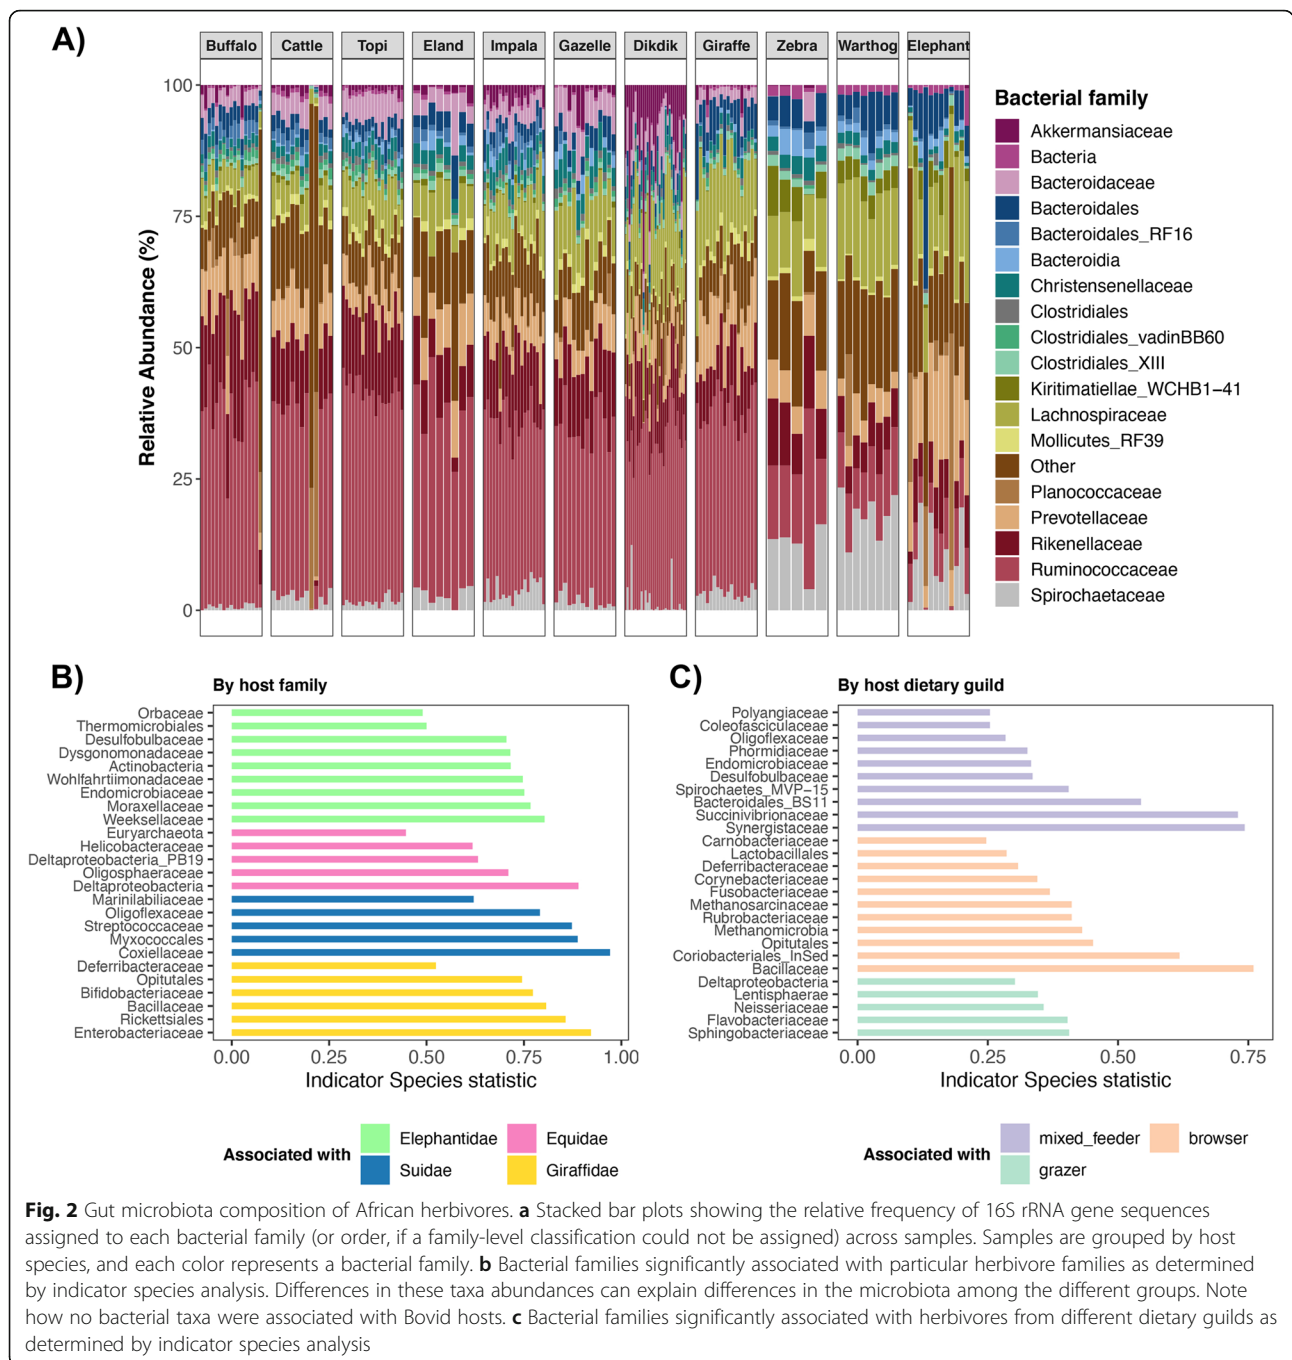 A)
Buffalo Cattle Topi Eland Impala Gazelle Dikdik Giraffe Zebra Warthog Elephant
Relative Abundance (%)
100
75
50
25
0
Bacterial family
Akkermansiaceae
Bacteria
Bacteroidaceae
Bacteroidales
Bacteroidales_RF16
Bacteroidia
Christensenellaceae
Clostridiales
Clostridiales_vadinBB60
Clostridiales_XIII
Kiritimatiellae_WCHB1-41
Lachnospiraceae
Mollicutes_RF39
Other
Planococcaceae
Prevotellaceae
Rikenellaceae
Ruminococcaceae
Spirochaetaceae
B)
By host family
Orbaceae
Thermomicrobiales
Desulfobulbaceae
Dysgonomonadaceae
Actinobacteria
Wohlfahrtiimonadaceae
Endomicrobiaceae
Moraxellaceae
Weeksellaceae
Euryarchaeota
Helicobacteraceae
Deltaproteobacteria_PB19
Oligosphaeraceae
Deltaproteobacteria
Marinilabiliaceae
Oligoflexaceae
Streptococcaceae
Myxococcales
Coxiellaceae
Deferribacteraceae
Opitutales
Bifidobacteriaceae
Bacillaceae
Rickettsiales
Enterobacteriaceae
0.00 0.25 0.50 0.75 1.00
Indicator Species statistic
Associated with
Elephantidae
Equidae
Suidae
Giraffidae
C)
By host dietary guild
Polyangiaceae
Coleofasciculaceae
Oligoflexaceae
Phormidiaceae
Endomicrobiaceae
Desulfobulbaceae
Spirochaetes_MVP-15
Bacteroidales_BS11
Succinivibrionaceae
Synergistaceae
Carnobacteriaceae
Lactobacillales
Deferribacteraceae
Corynebacteriaceae
Fusobacteriaceae
Methanosarcinaceae
Rubrobacteriaceae
Methanomicrobia
Opitutales
Coriobacteriales_InSed
Bacillaceae
Deltaproteobacteria
Lentisphaerae
Neisseriaceae
Flavobacteriaceae
Sphingobacteriaceae
0.00 0.25 0.50 0.75
Indicator Species statistic
Associated with
mixed_feeder
browser
grazer
Fig. 2 Gut microbiota composition of African herbivores. a Stacked bar plots showing the relative frequency of 16S rRNA gene sequences
assigned to each bacterial family (or order, if a family-level classification could not be assigned) across samples. Samples are grouped by host
species, and each color represents a bacterial family. b Bacterial families significantly associated with particular herbivore families as determined
by indicator species analysis. Differences in these taxa abundances can explain differences in the microbiota among the different groups. Note
how no bacterial taxa were associated with Bovid hosts. c Bacterial families significantly associated with herbivores from different dietary guilds as
determined by indicator species analysis